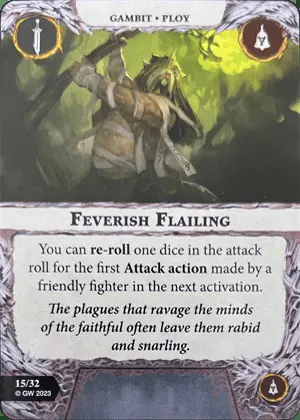 GAMBIT • PLOY
FEVERISH FLAILING
You can re-roll one dice in the attack
roll for the first Attack action made by a
friendly fighter in the next activation.
The plagues that ravage the minds
of the faithful often leave them rabid
and snarling.
15/32
© GW 2023